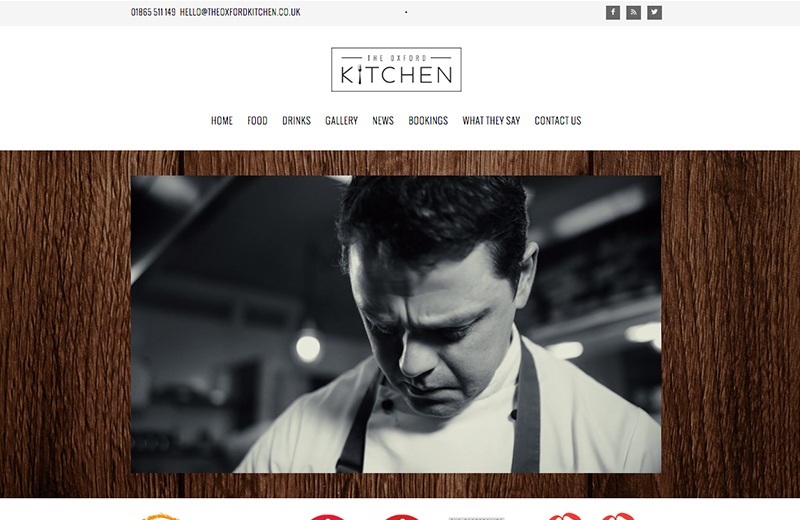 01865 511 149 HELLO@THEOXFORDKITCHEN.CO.UK
THE OXFORD
KITCHEN
HOME FOOD DRINKS GALLERY NEWS BOOKINGS WHAT THEY SAY CONTACT US